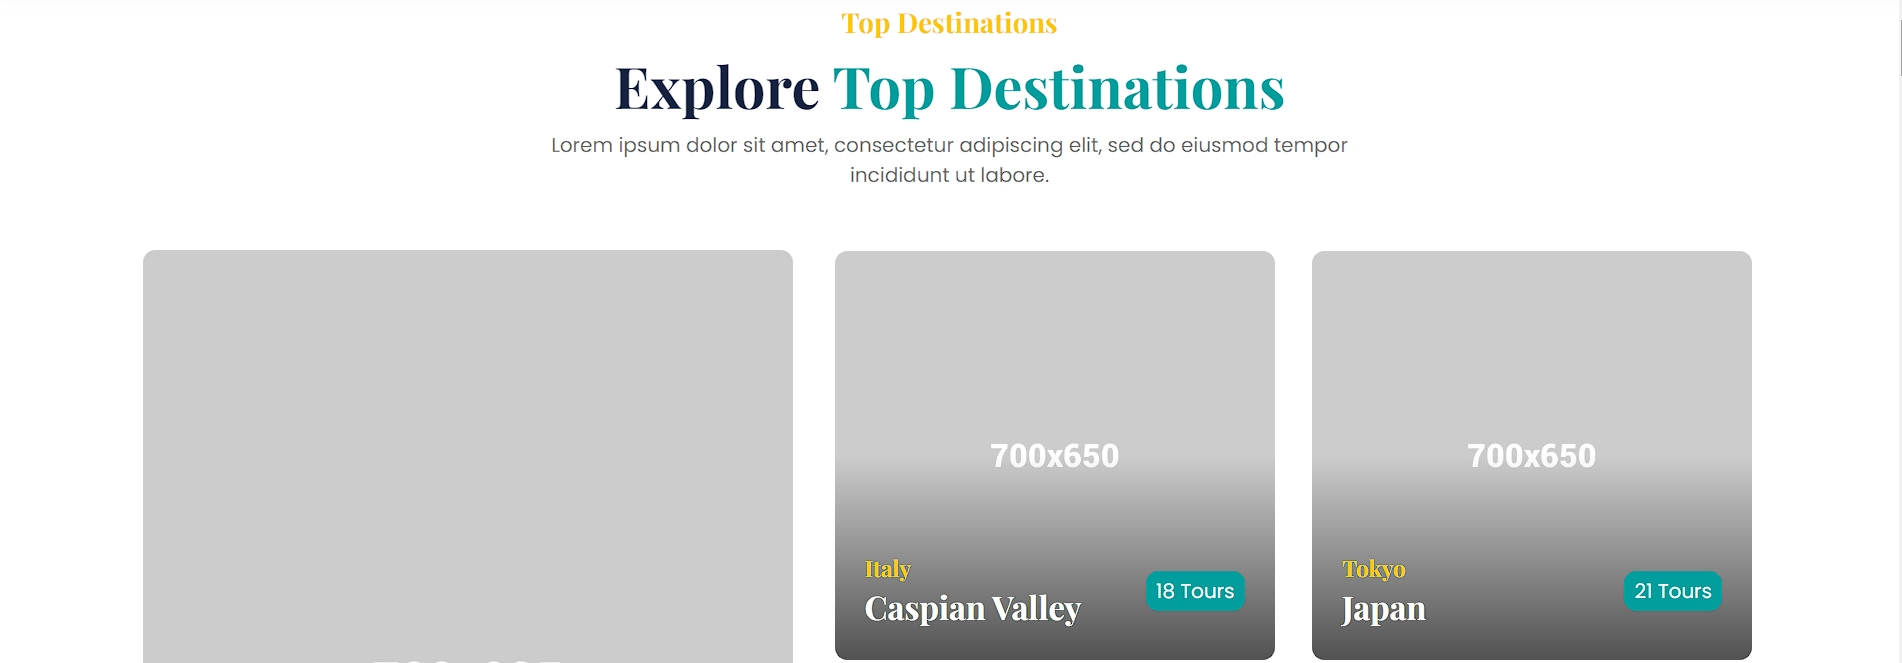 Top Destinations
Explore Top Destinations
Lorem ipsum dolor sit amet, consectetur adipiscing elit, sed do eiusmod tempor
incididunt ut labore.
700x650
Italy
Caspian Valley
18 Tours
700x650
Tokyo
Japan
21 Tours